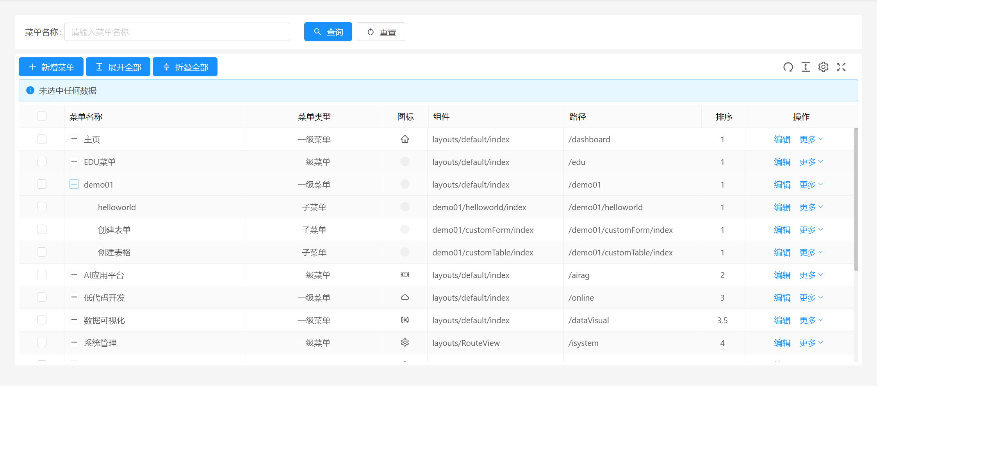 菜单名称: 请输入菜单名称 查询 重置
新增菜单 展开全部 折叠全部
未选中任何数据
菜单名称 菜单类型 图标 组件 路径 排序 操作
主页 一级菜单 layouts/default/index /dashboard 1 编辑 更多
EDU菜单 一级菜单 layouts/default/index /edu 1 编辑 更多
demo01 一级菜单 layouts/default/index /demo01 1 编辑 更多
helloworld 子菜单 demo01/helloworld/index /demo01/helloworld 1 编辑 更多
创建表单 子菜单 demo01/customForm/index /demo01/customForm/index 1 编辑 更多
创建表格 子菜单 demo01/customTable/index /demo01/customTable/index 1 编辑 更多
AI应用平台 一级菜单 layouts/default/index /airag 2 编辑 更多
低代码开发 一级菜单 layouts/default/index /online 3 编辑 更多
数据可视化 一级菜单 layouts/default/index /dataVisual 3.5 编辑 更多
系统管理 一级菜单 layouts/RouteView /isystem 4 编辑 更多